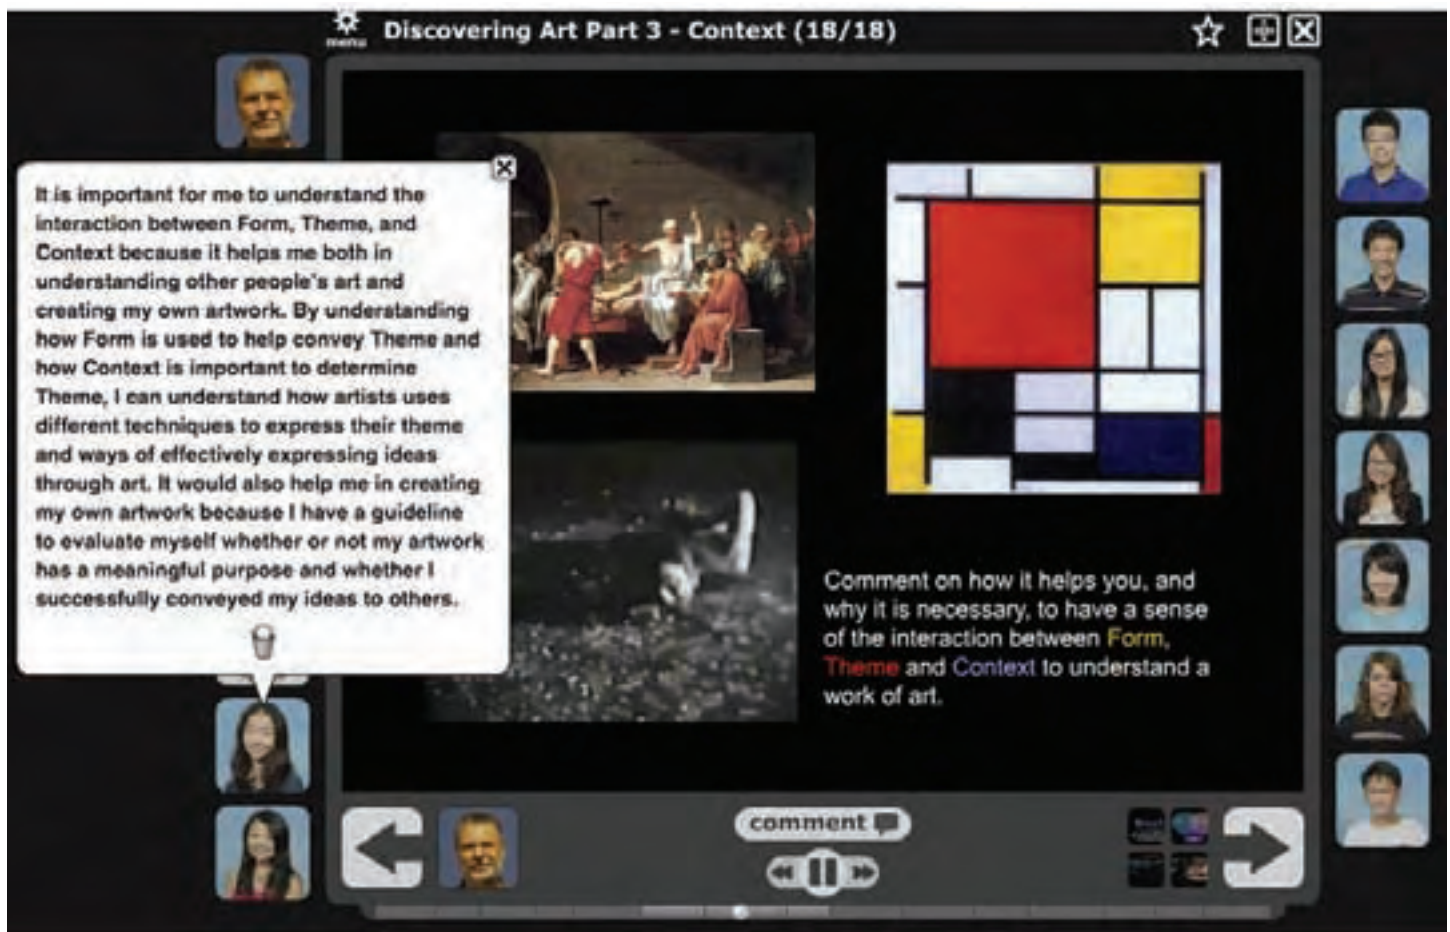 menu
Discovering Art Part 3 - Context (18/18)
It is important for me to understand the
interaction between Form, Theme, and
Context because it helps me both in
understanding other people's art and
creating my own artwork. By understanding
how Form is used to help convey Theme and
how Context is important to determine
Theme, I can understand how artists uses
different techniques to express their theme
and ways of effectively expressing ideas
through art. It would also help me in creating
my own artwork because I have a guideline
to evaluate myself whether or not my artwork
has a meaningful purpose and whether I
successfully conveyed my ideas to others.
Comment on how it helps you, and
why it is necessary, to have a sense
of the interaction between Form,
Theme and Context to understand a
work of art.
comment